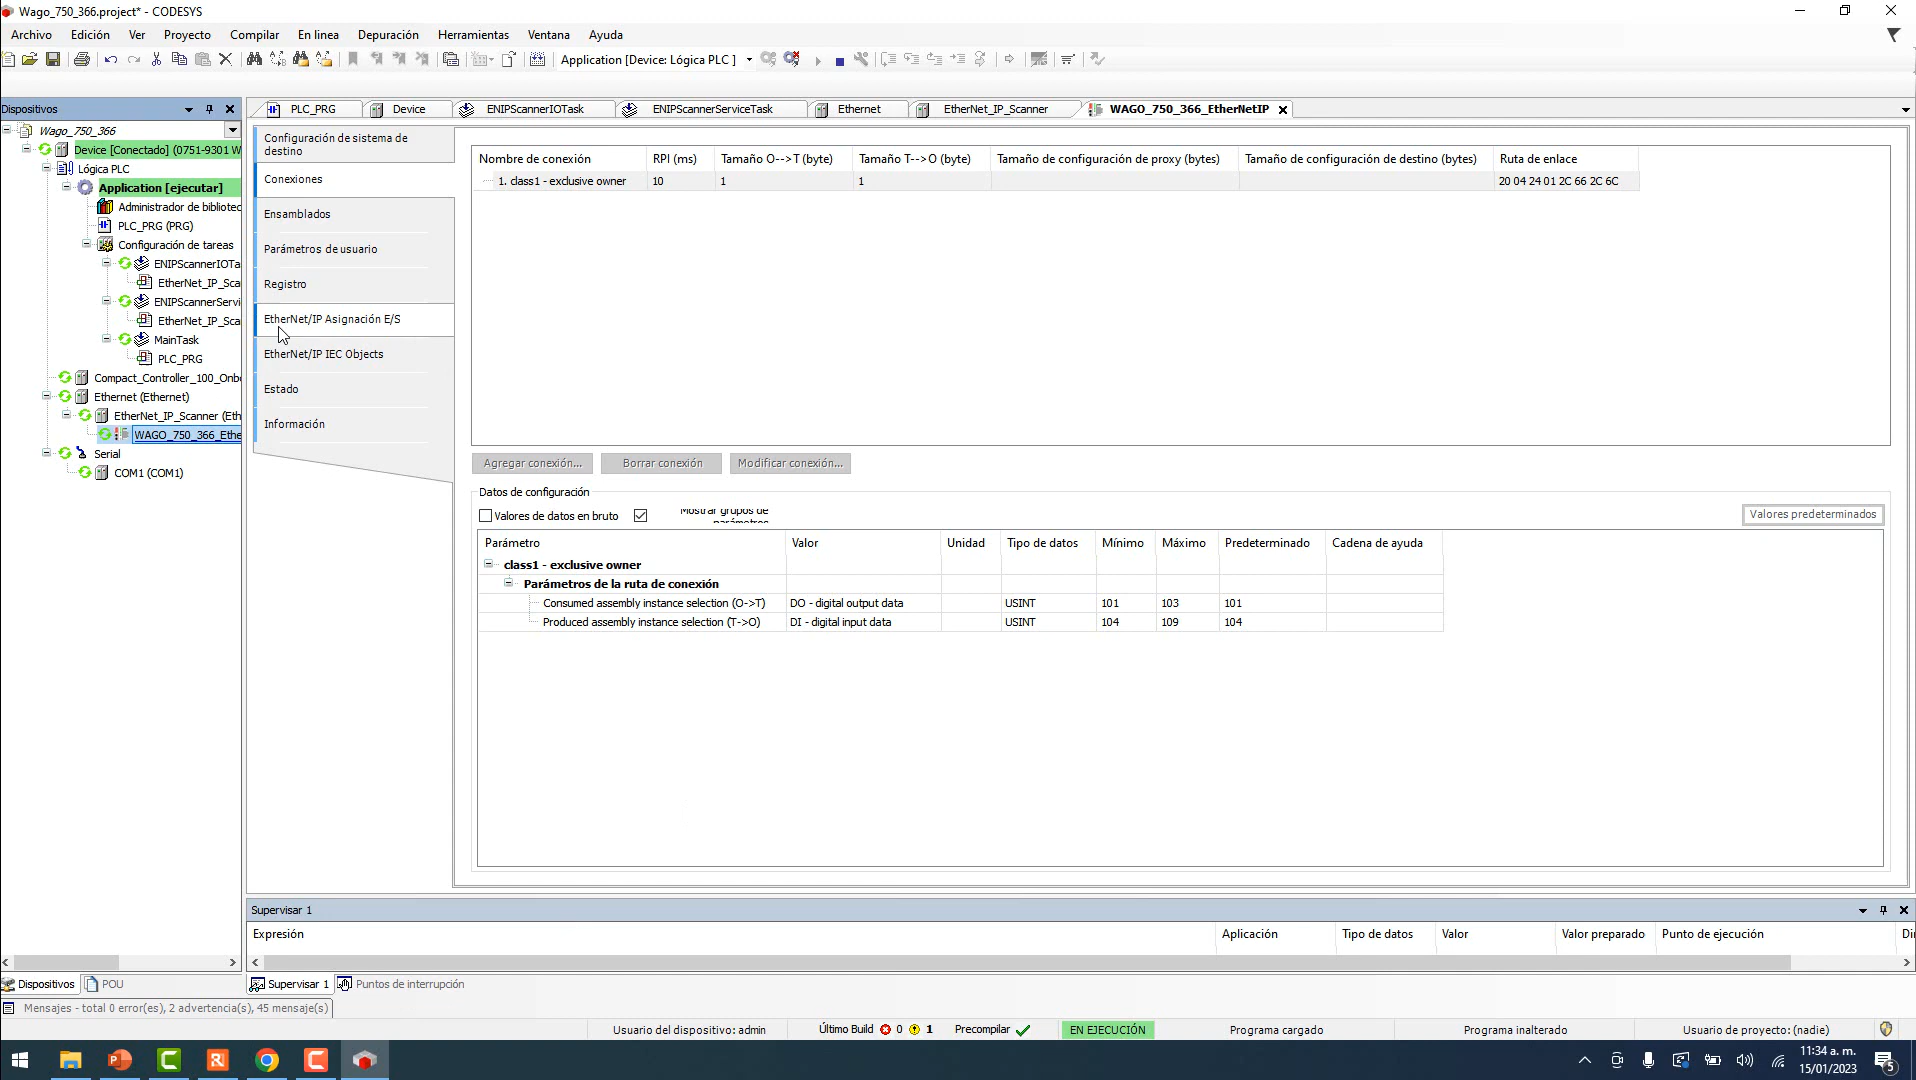 Wago_750_366.project* - CODESYS
Archivo Edición Ver Proyecto Compilar En linea Depuración Herramientas Ventana Ayuda
Application [Device: Lógica PLC ]
Dispositivos
PLC_PRG Device ENIPScannerIOTask ENIPScannerServiceTask Ethernet EtherNet_IP_Scanner WAGO_750_366_EtherNetIP
Wago_750_366
Device [Conectado] (0751-9301 W
Lógica PLC
Application [ejecutar]
Administrador de bibliotec
PLC_PRG (PRG)
Configuración de tareas
ENIPScannerIOTa
EtherNet_IP_Sca
ENIPScannerServi
EtherNet_IP_Sca
MainTask
PLC_PRG
Compact_Controller_100_Onb
Ethernet (Ethernet)
EtherNet_IP_Scanner (Eth
WAGO_750_366_Ethe
Serial
COM1 (COM1)
Configuración de sistema de
destino
Conexiones
Ensamblados
Parámetros de usuario
Registro
EtherNet/IP Asignación E/S
EtherNet/IP IEC Objects
Estado
Información
Nombre de conexión RPI (ms) Tamaño O-->T (byte) Tamaño T-->O (byte) Tamaño de configuración de proxy (bytes) Tamaño de configuración de destino (bytes) Ruta de enlace
1. class1 - exclusive owner 10 1 1 20 04 24 01 2C 66 2C 6C
Agregar conexión... Borrar conexión Modificar conexión...
Datos de configuración
Valores de datos en bruto Mostrar grupos de
parámetros
Valores predeterminados
Parámetro Valor Unidad Tipo de datos Mínimo Máximo Predeterminado Cadena de ayuda
class1 - exclusive owner
Parámetros de la ruta de conexión
Consumed assembly instance selection (O->T) DO - digital output data USINT 101 103 101
Produced assembly instance selection (T->O) DI - digital input data USINT 104 109 104
Supervisar 1
Expresión Aplicación Tipo de datos Valor Valor preparado Punto de ejecución Di
Dispositivos POU Supervisar 1 Puntos de interrupción
Mensajes - total 0 error(es), 2 advertencia(s), 45 mensaje(s)
Usuario del dispositivo: admin Último Build 0 1 Precompilar EN EJECUCIÓN Programa cargado Programa inalterado Usuario de proyecto: (nadie)
11:34 a. m.
15/01/2023
5